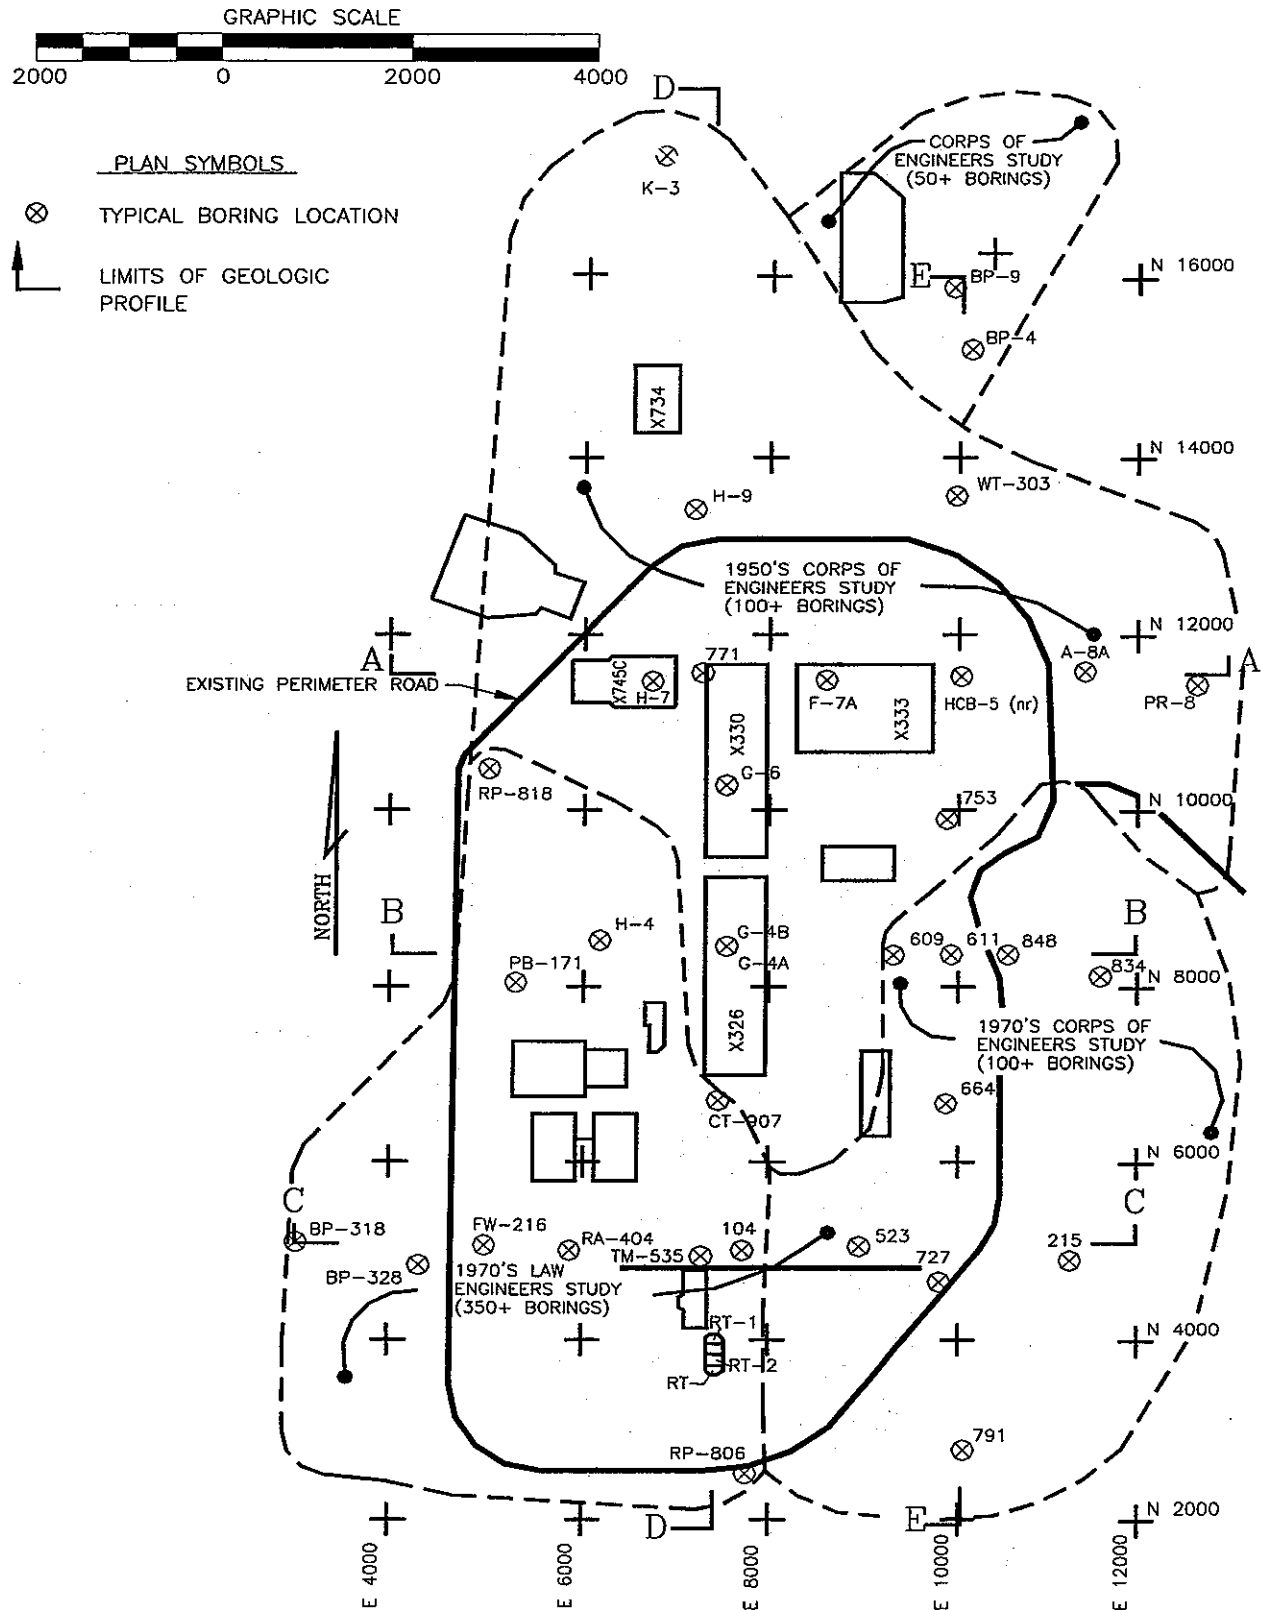 GRAPHIC SCALE
2000 0 2000 4000
PLAN SYMBOLS
TYPICAL BORING LOCATION
LIMITS OF GEOLOGIC
PROFILE
D
K-3
CORPS OF
ENGINEERS STUDY
(50+ BORINGS)
E
BP-9
N 16000
BP-4
X734
N 14000
H-9
WT-303
1950'S CORPS OF
ENGINEERS STUDY
(100+ BORINGS)
N 12000
A
771
A-8A
A
EXISTING PERIMETER ROAD
X745C
H-7
F-7A
X333
HCB-5 (nr)
PR-8
X330
G-6
RP-818
753
N 10000
NORTH
B
H-4
G-4B
609
611
848
B
PB-171
G-4A
834
N 8000
X326
1970'S CORPS OF
ENGINEERS STUDY
(100+ BORINGS)
664
CT-907
N 6000
C
C
BP-318
FW-216
RA-404
104
523
215
TM-535
BP-328
1970'S LAW
ENGINEERS STUDY
(350+ BORINGS)
727
RT-1
N 4000
RT-2
RT-
791
RP-806
D
E
N 2000
E 4000
E 6000
E 8000
E 10000
E 12000